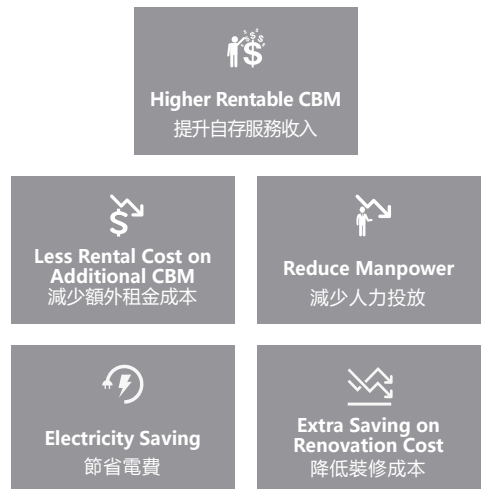 Higher Rentable CBM
提升自存服務收入
Less Rental Cost on
Additional CBM
減少額外租金成本
Reduce Manpower
減少人力投放
Electricity Saving
節省電費
Extra Saving on
Renovation Cost
降低裝修成本